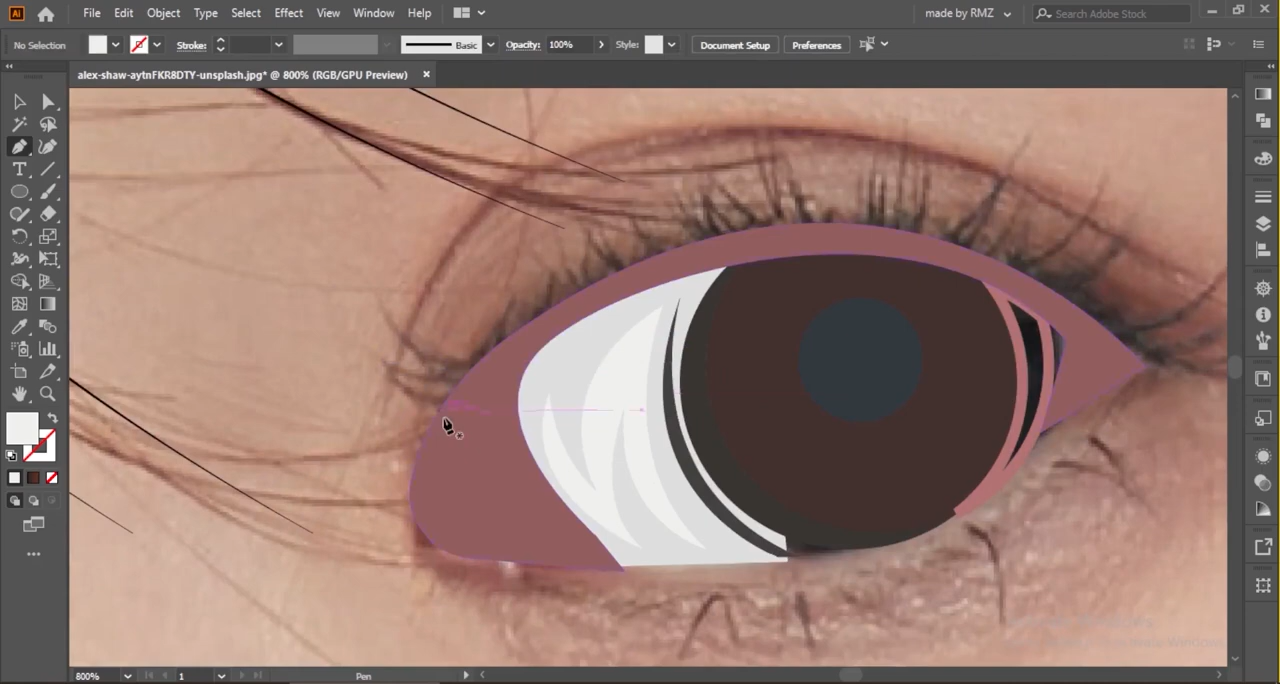 Ai File Edit Object Type Select Effect View Window Help made by RMZ Search Adobe Stock
No Selection Stroke: Basic Opacity: 100% Style: Document Setup Preferences
alex-shaw-aytnFKR8DTY-unsplash.jpg* @ 800% (RGB/GPU Preview) ×
800% 1 Pen